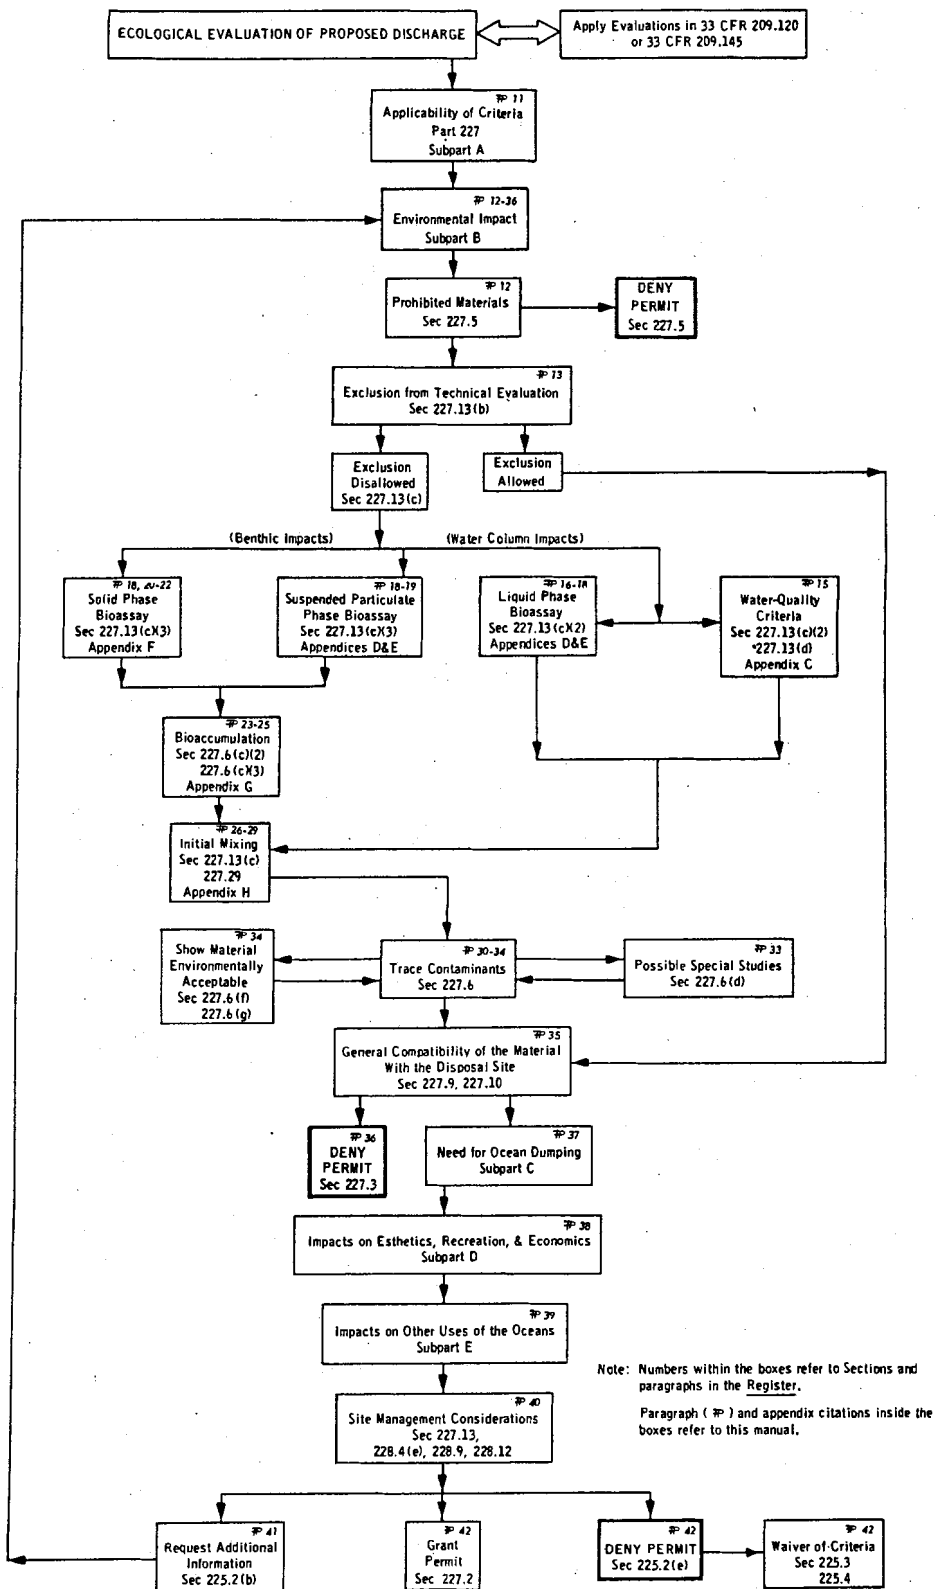 ECOLOGICAL EVALUATION OF PROPOSED DISCHARGE
Apply Evaluations in 33 CFR 209.120
or 33 CFR 209.145
¶ 11
Applicability of Criteria
Part 227
Subpart A
¶ 12-36
Environmental Impact
Subpart B
¶ 12
Prohibited Materials
Sec 227.5
DENY
PERMIT
Sec 227.5
¶ 13
Exclusion from Technical Evaluation
Sec 227.13(b)
Exclusion
Disallowed
Sec 227.13(c)
Exclusion
Allowed
(Benthic Impacts)
(Water Column Impacts)
¶ 18, 20-22
Solid Phase
Bioassay
Sec 227.13(c)(3)
Appendix F
¶ 18-19
Suspended Particulate
Phase Bioassay
Sec 227.13(c)(3)
Appendices D&E
¶ 16-18
Liquid Phase
Bioassay
Sec 227.13(c)(2)
Appendices D&E
¶ 15
Water-Quality
Criteria
Sec 227.13(c)(2)
227.13(d)
Appendix C
¶ 23-25
Bioaccumulation
Sec 227.6(c)(2)
227.6(c)(3)
Appendix G
¶ 26-29
Initial Mixing
Sec 227.13(c)
227.29
Appendix H
¶ 34
Show Material
Environmentally
Acceptable
Sec 227.6(f)
227.6(g)
¶ 30-34
Trace Contaminants
Sec 227.6
¶ 33
Possible Special Studies
Sec 227.6(d)
¶ 35
General Compatibility of the Material
With the Disposal Site
Sec 227.9, 227.10
¶ 36
DENY
PERMIT
Sec 227.3
¶ 37
Need for Ocean Dumping
Subpart C
¶ 38
Impacts on Esthetics, Recreation, & Economics
Subpart D
¶ 39
Impacts on Other Uses of the Oceans
Subpart E
Note: Numbers within the boxes refer to Sections and
paragraphs in the Register.
Paragraph (¶) and appendix citations inside the
boxes refer to this manual.
¶ 40
Site Management Considerations
Sec 227.13,
228.4(e), 228.9, 228.12
¶ 41
Request Additional
Information
Sec 225.2(b)
¶ 42
Grant
Permit
Sec 227.2
¶ 42
DENY PERMIT
Sec 225.2(e)
¶ 42
Waiver of Criteria
Sec 225.3
225.4